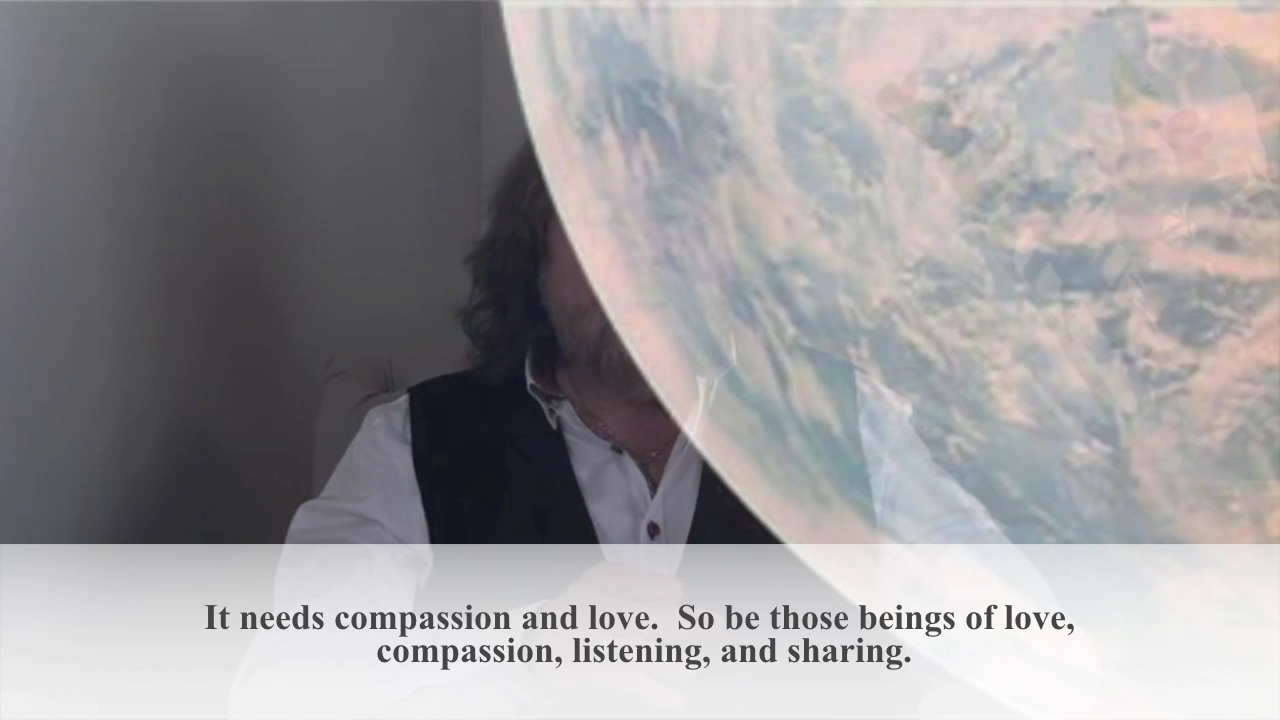 It needs compassion and love.  So be those beings of love,
compassion, listening, and sharing.